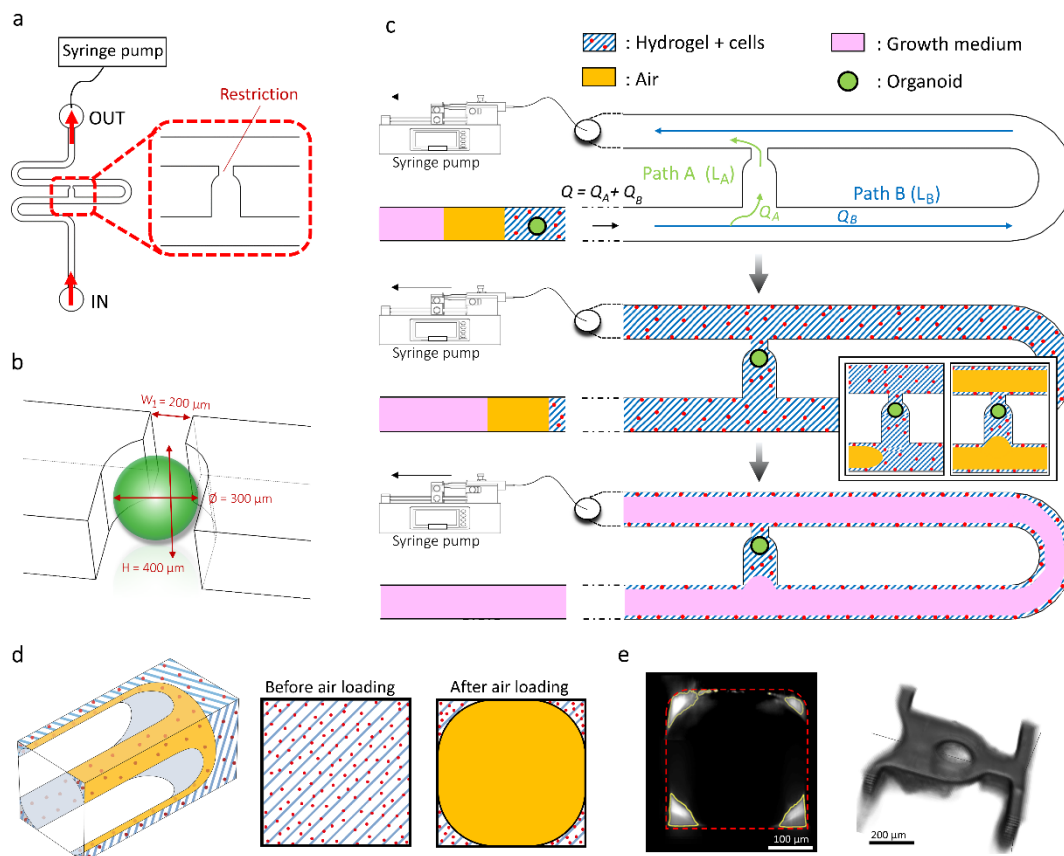 a
Syringe pump
OUT
Restriction
IN
b
W1 = 200 µm
Ø = 300 µm
H = 400 µm
c
: Hydrogel + cells
: Growth medium
: Air
: Organoid
Syringe pump
Path A (LA)
Q = QA + QB
Path B (LB)
QA
QB
Syringe pump
Syringe pump
d
Before air loading
After air loading
e
100 µm
200 µm